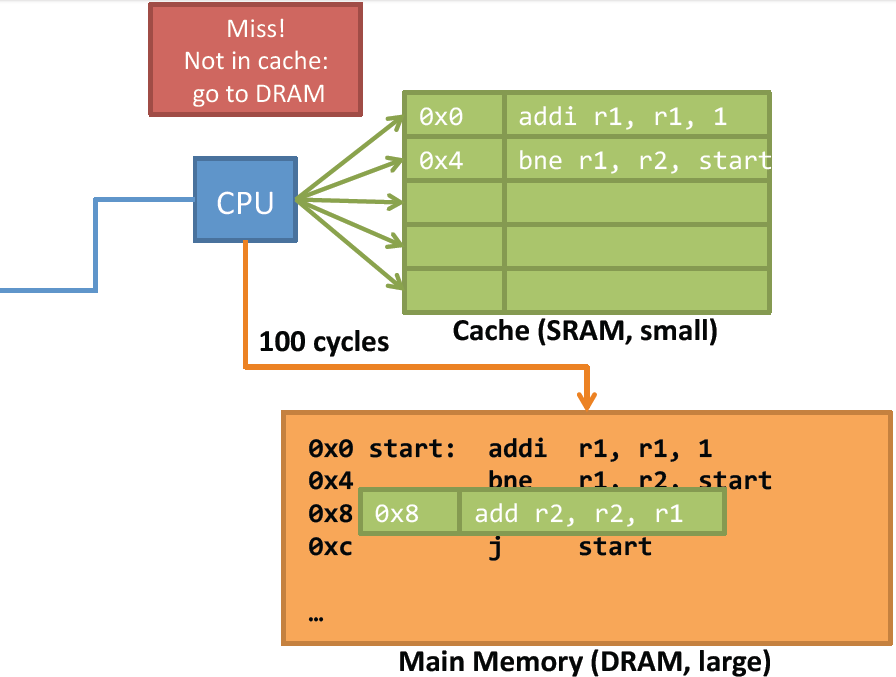 Miss!
Not in cache:
go to DRAM
CPU
0x0 addi r1, r1, 1
0x4 bne r1, r2, start
Cache (SRAM, small)
100 cycles
0x0 start: addi r1, r1, 1
0x4 bne r1, r2, start
0x8 0x8 add r2, r2, r1
0xc j start
…
Main Memory (DRAM, large)